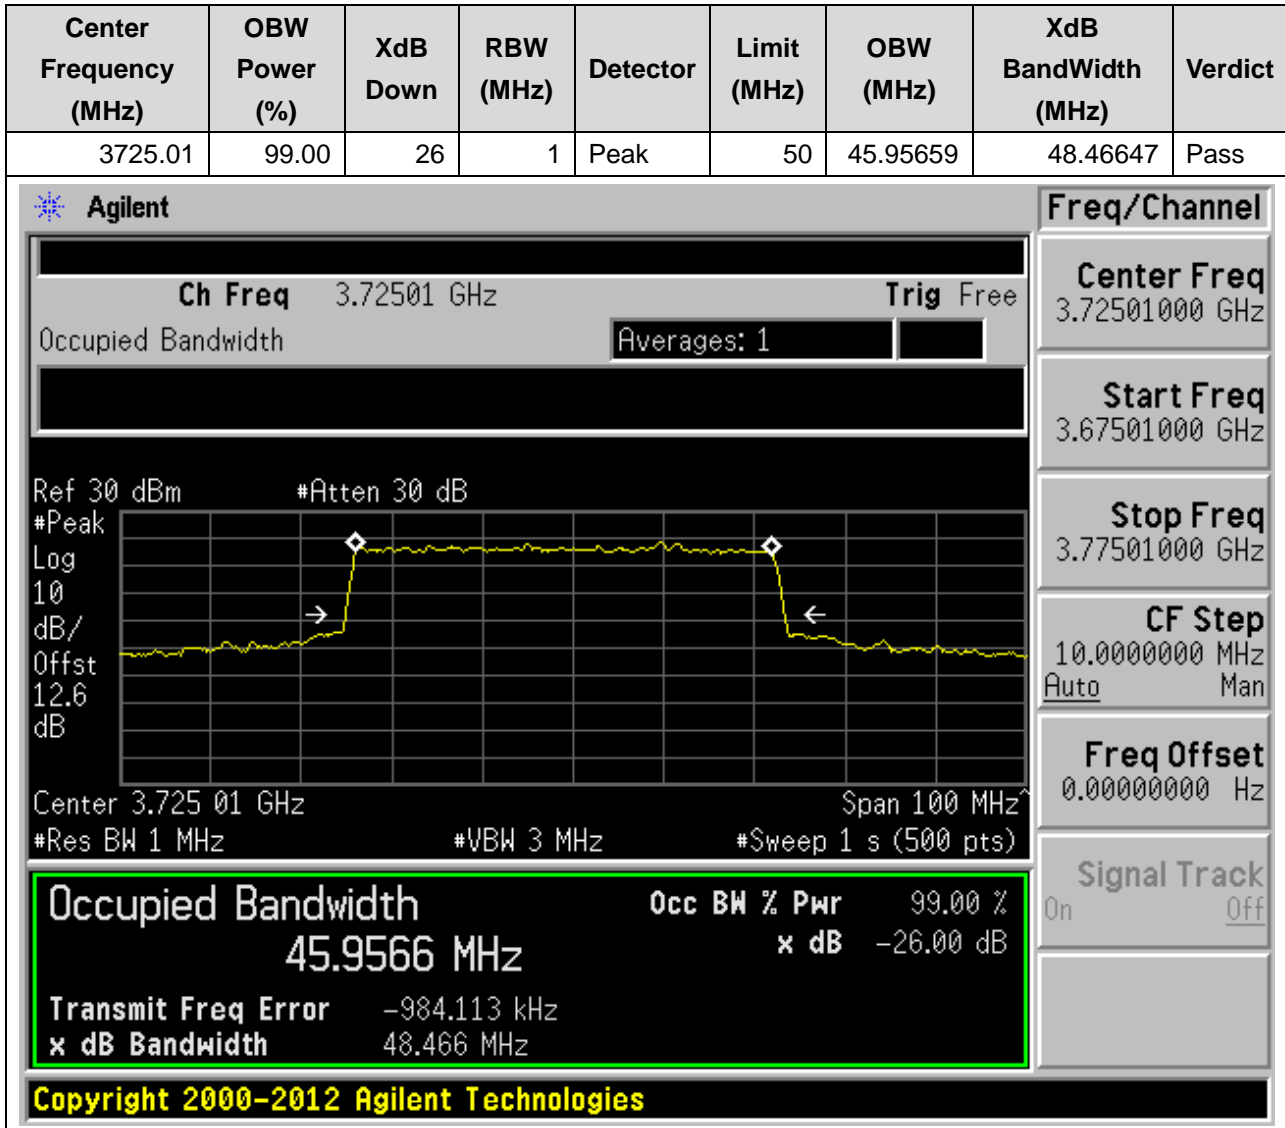 Center Frequency (MHz) OBW Power (%) XdB Down RBW (MHz) Detector Limit (MHz) OBW (MHz) XdB BandWidth (MHz) Verdict
3725.01 99.00 26 1 Peak 50 45.95659 48.46647 Pass
Agilent
Freq/Channel
Ch Freq 3.72501 GHz Trig Free
Occupied Bandwidth Averages: 1
Center Freq
3.72501000 GHz
Start Freq
3.67501000 GHz
Stop Freq
3.77501000 GHz
CF Step
10.0000000 MHz
Auto Man
Freq Offset
0.00000000 Hz
Signal Track
On Off
Ref 30 dBm #Atten 30 dB
#Peak
Log
10
dB/
Offst
12.6
dB
Center 3.725 01 GHz Span 100 MHz^
#Res BW 1 MHz #VBW 3 MHz #Sweep 1 s (500 pts)
Occupied Bandwidth Occ BW % Pwr 99.00 %
45.9566 MHz x dB -26.00 dB
Transmit Freq Error -984.113 kHz
x dB Bandwidth 48.466 MHz
Copyright 2000-2012 Agilent Technologies